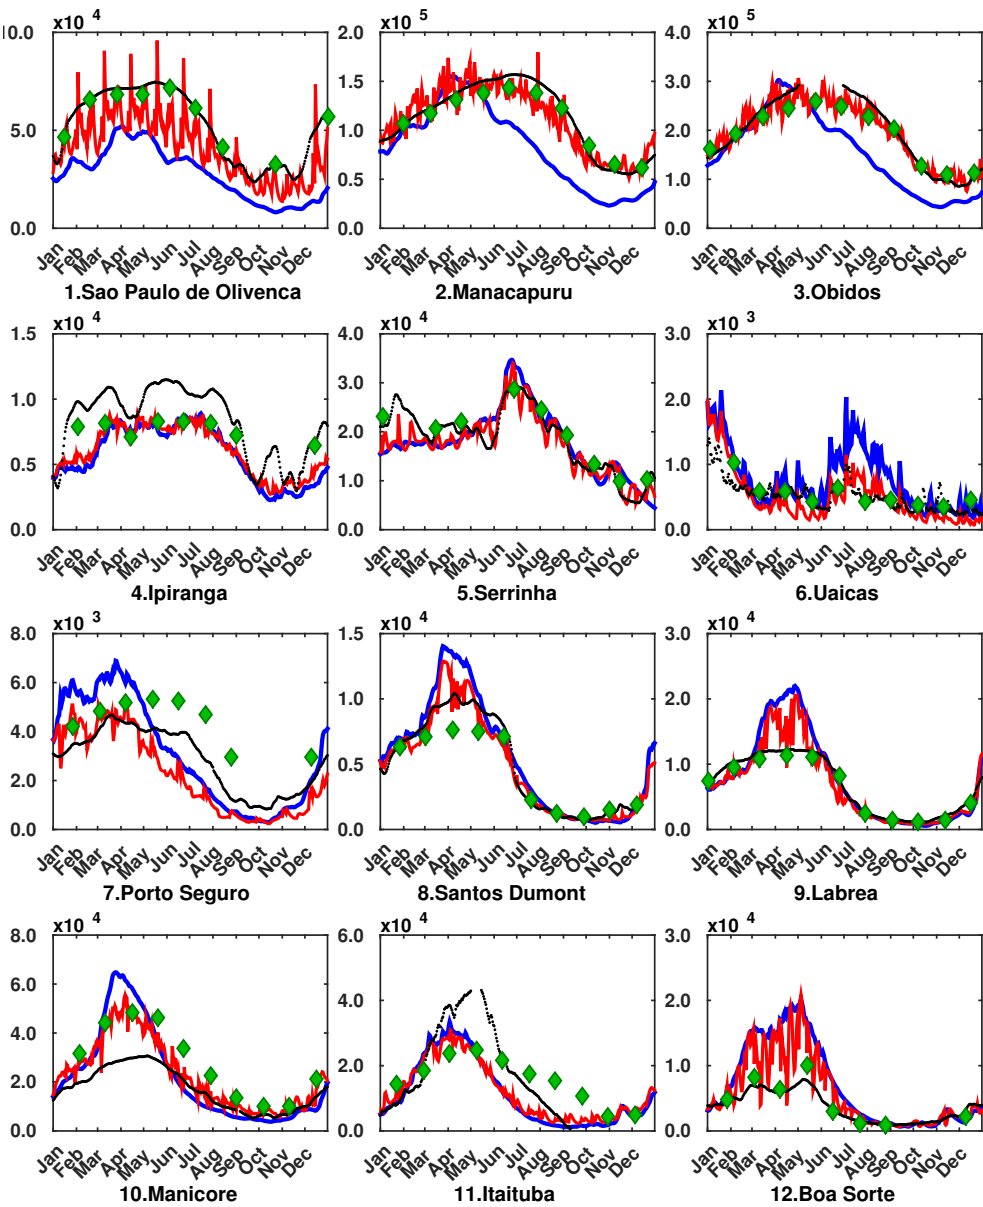 x10 4 x10 5 x10 5
10.0 2.0 4.0
1.5 3.0
5.0 1.0 2.0
0.5 1.0
0.0 0.0 0.0
Jan Feb Mar Apr May Jun Jul Aug Sep Oct Nov Dec Jan Feb Mar Apr May Jun Jul Aug Sep Oct Nov Dec Jan Feb Mar Apr May Jun Jul Aug Sep Oct Nov Dec
1.Sao Paulo de Olivenca 2.Manacapuru 3.Obidos
x10 4 x10 4 x10 3
1.5 4.0 3.0
1.0 3.0 2.0
2.0
0.5 1.0 1.0
0.0 0.0 0.0
Jan Feb Mar Apr May Jun Jul Aug Sep Oct Nov Dec Jan Feb Mar Apr May Jun Jul Aug Sep Oct Nov Dec Jan Feb Mar Apr May Jun Jul Aug Sep Oct Nov Dec
4.Ipiranga 5.Serrinha 6.Uaicas
x10 3 x10 4 x10 4
8.0 1.5 3.0
6.0 1.0 2.0
4.0
2.0 0.5 1.0
0.0 0.0 0.0
Jan Feb Mar Apr May Jun Jul Aug Sep Oct Nov Dec Jan Feb Mar Apr May Jun Jul Aug Sep Oct Nov Dec Jan Feb Mar Apr May Jun Jul Aug Sep Oct Nov Dec
7.Porto Seguro 8.Santos Dumont 9.Labrea
x10 4 x10 4 x10 4
8.0 6.0 3.0
6.0 4.0 2.0
4.0
2.0 2.0 1.0
0.0 0.0 0.0
Jan Feb Mar Apr May Jun Jul Aug Sep Oct Nov Dec Jan Feb Mar Apr May Jun Jul Aug Sep Oct Nov Dec Jan Feb Mar Apr May Jun Jul Aug Sep Oct Nov Dec
10.Manicore 11.Itaituba 12.Boa Sorte